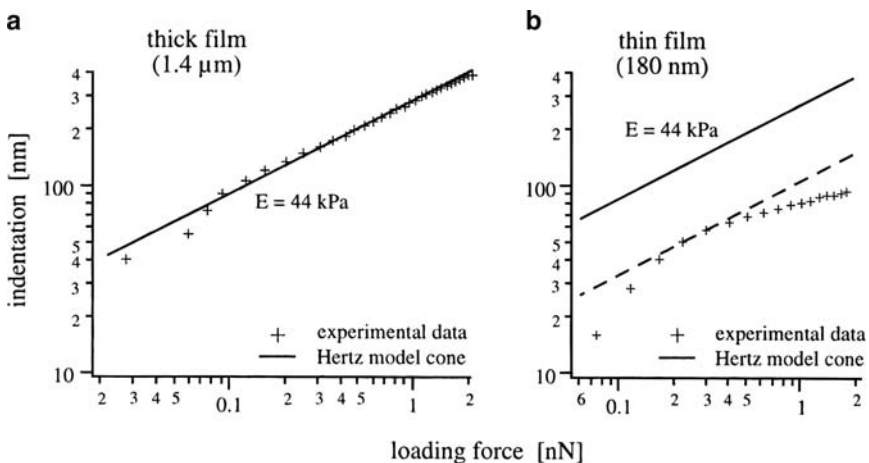 a
thick film
(1.4 µm)
4
3
2
100
5
4
3
2
10
indentation [nm]
E = 44 kPa
+ experimental data
Hertz model cone
2 3 4 5 0.1 2 3 4 5 1 2
b
thin film
(180 nm)
4
3
2
100
5
4
3
2
10
E = 44 kPa
+ experimental data
Hertz model cone
6 0.1 2 3 4 5 1 2
loading force [nN]